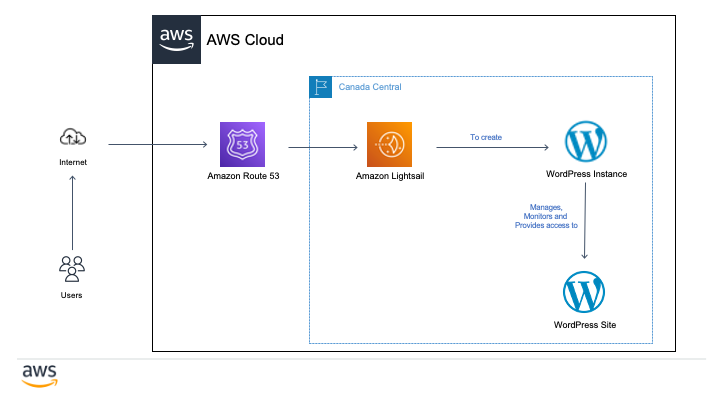 aws
AWS Cloud
Canada Central
53
Internet
Amazon Route 53
Amazon Lightsail
To create
WordPress Instance
Manages,
Monitors and
Provides access to
Users
WordPress Site
aws